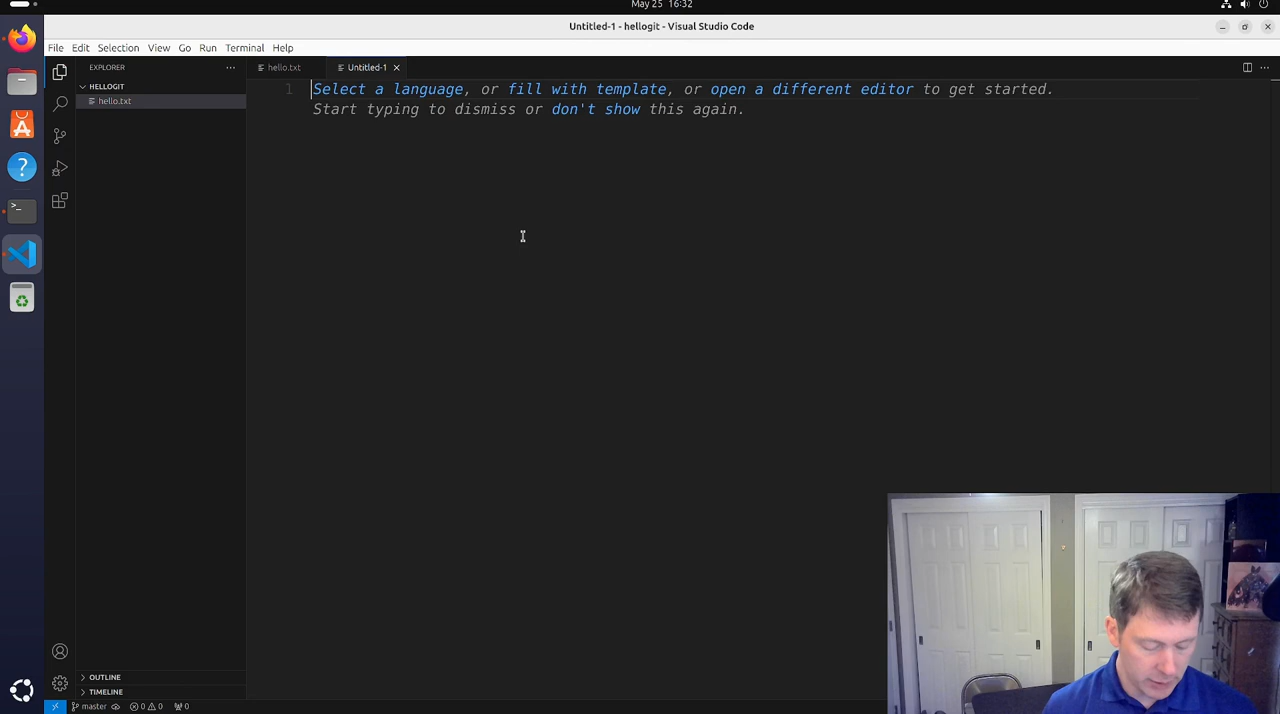 May 25 16:32
Untitled-1 - hellogit - Visual Studio Code
File Edit Selection View Go Run Terminal Help
EXPLORER
hello.txt
Untitled-1
HELLOGIT
hello.txt
1 Select a language, or fill with template, or open a different editor to get started.
Start typing to dismiss or don't show this again.
OUTLINE
TIMELINE
master 0 0 0